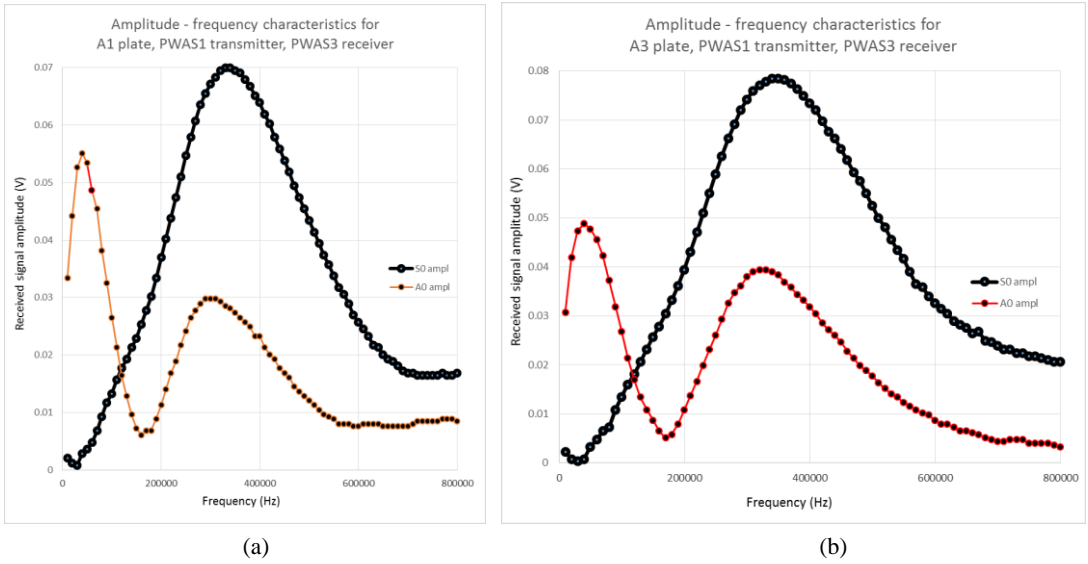 Amplitude - frequency characteristics for
A1 plate, PWAS1 transmitter, PWAS3 receiver
0.07
0.06
0.05
0.04
0.03
0.02
0.01
0
Received signal amplitude (V)
S0 ampl
A0 ampl
0
200000
400000
600000
800000
Frequency (Hz)
(a)
Amplitude - frequency characteristics for
A3 plate, PWAS1 transmitter, PWAS3 receiver
0.08
0.07
0.06
0.05
0.04
0.03
0.02
0.01
0
Received signal amplitude (V)
S0 ampl
A0 ampl
0
200000
400000
600000
800000
Frequency (Hz)
(b)